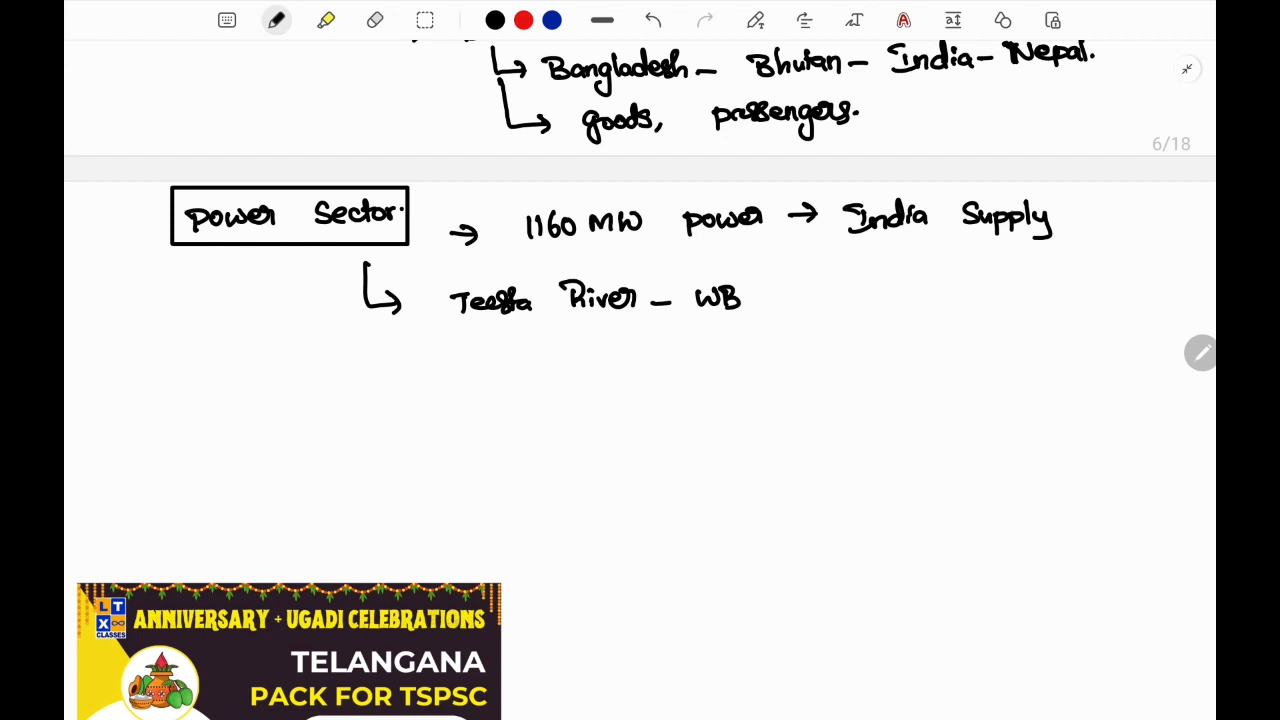 Bangladesh – Bhutan – India – Nepal.
goods, passengers.
6/18
Power Sector. → 1160 MW power → India Supply
Teesta River – WB
LTX CLASSES
ANNIVERSARY + UGADI CELEBRATIONS
TELANGANA
PACK FOR TSPSC